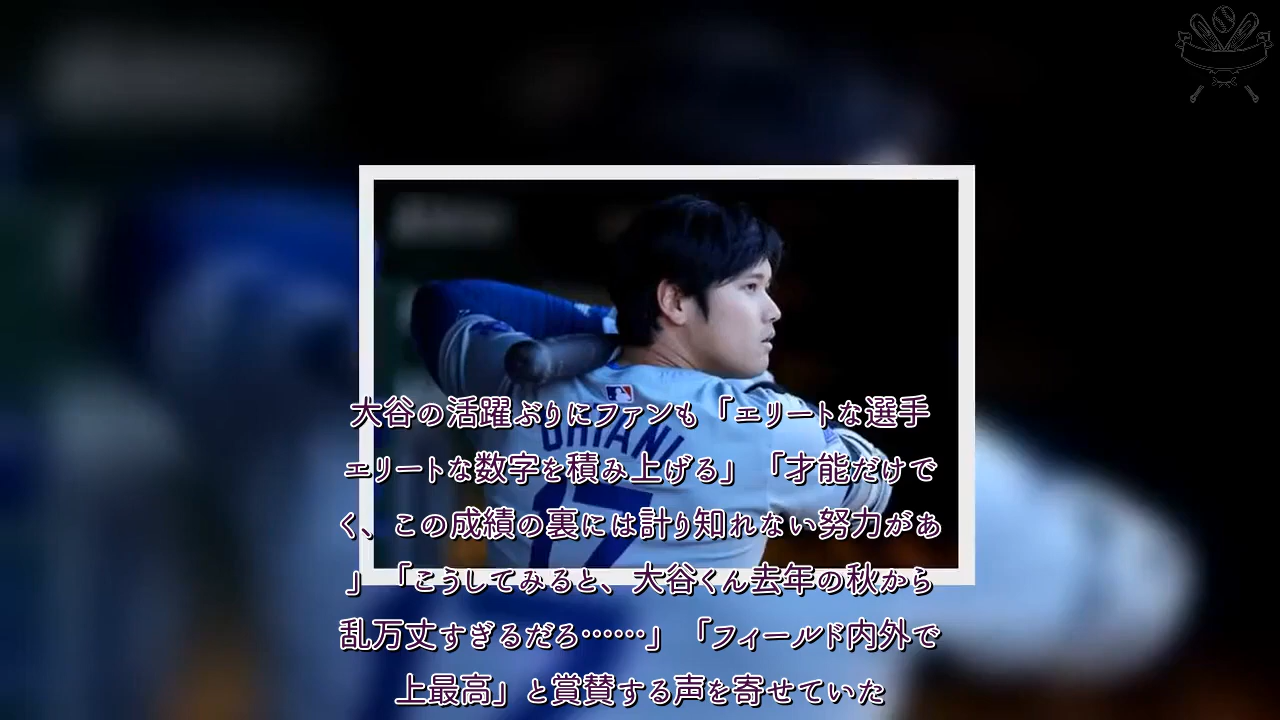 OHTANI
17
大谷の活躍ぶりにファンも「エリートな選手
エリートな数字を積み上げる」「才能だけで
く、この成績の裏には計り知れない努力があ
」「こうしてみると、大谷くん去年の秋から
乱万丈すぎるだろ……」「フィールド内外で
上最高」と賞賛する声を寄せていた